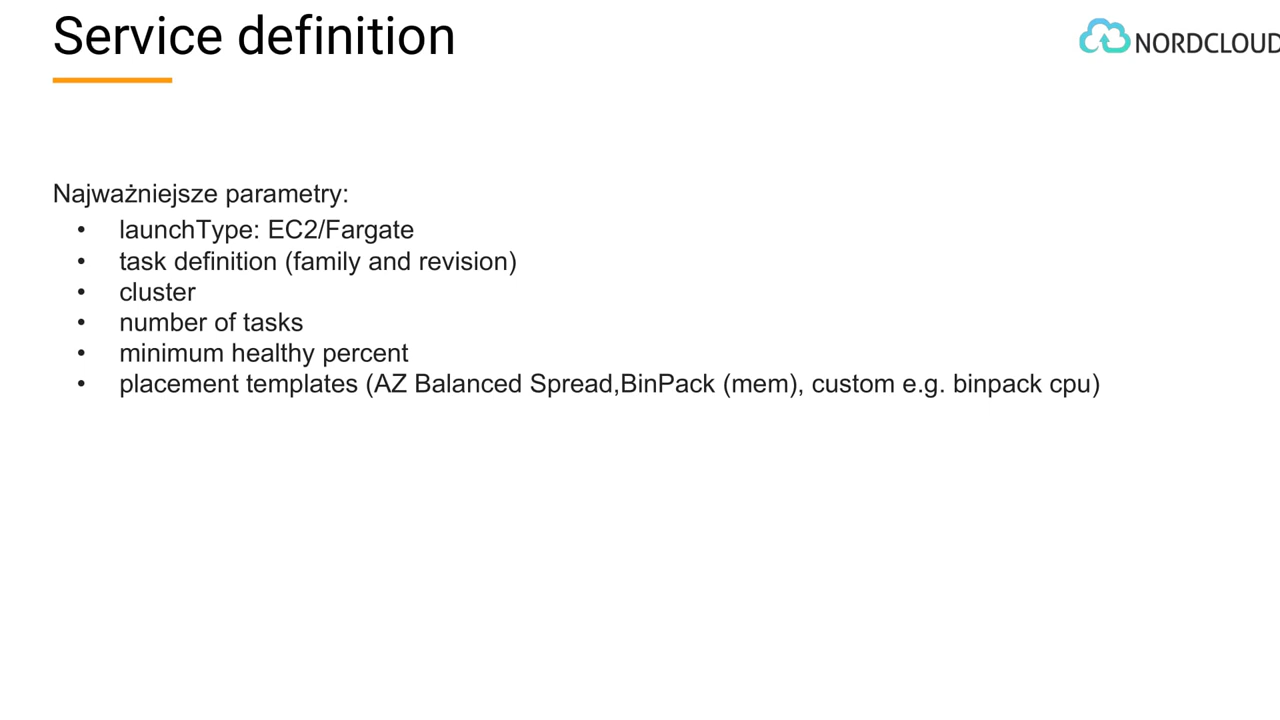 Service definition
NORDCLOUD
Najważniejsze parametry:
• launchType: EC2/Fargate
• task definition (family and revision)
• cluster
• number of tasks
• minimum healthy percent
• placement templates (AZ Balanced Spread,BinPack (mem), custom e.g. binpack cpu)